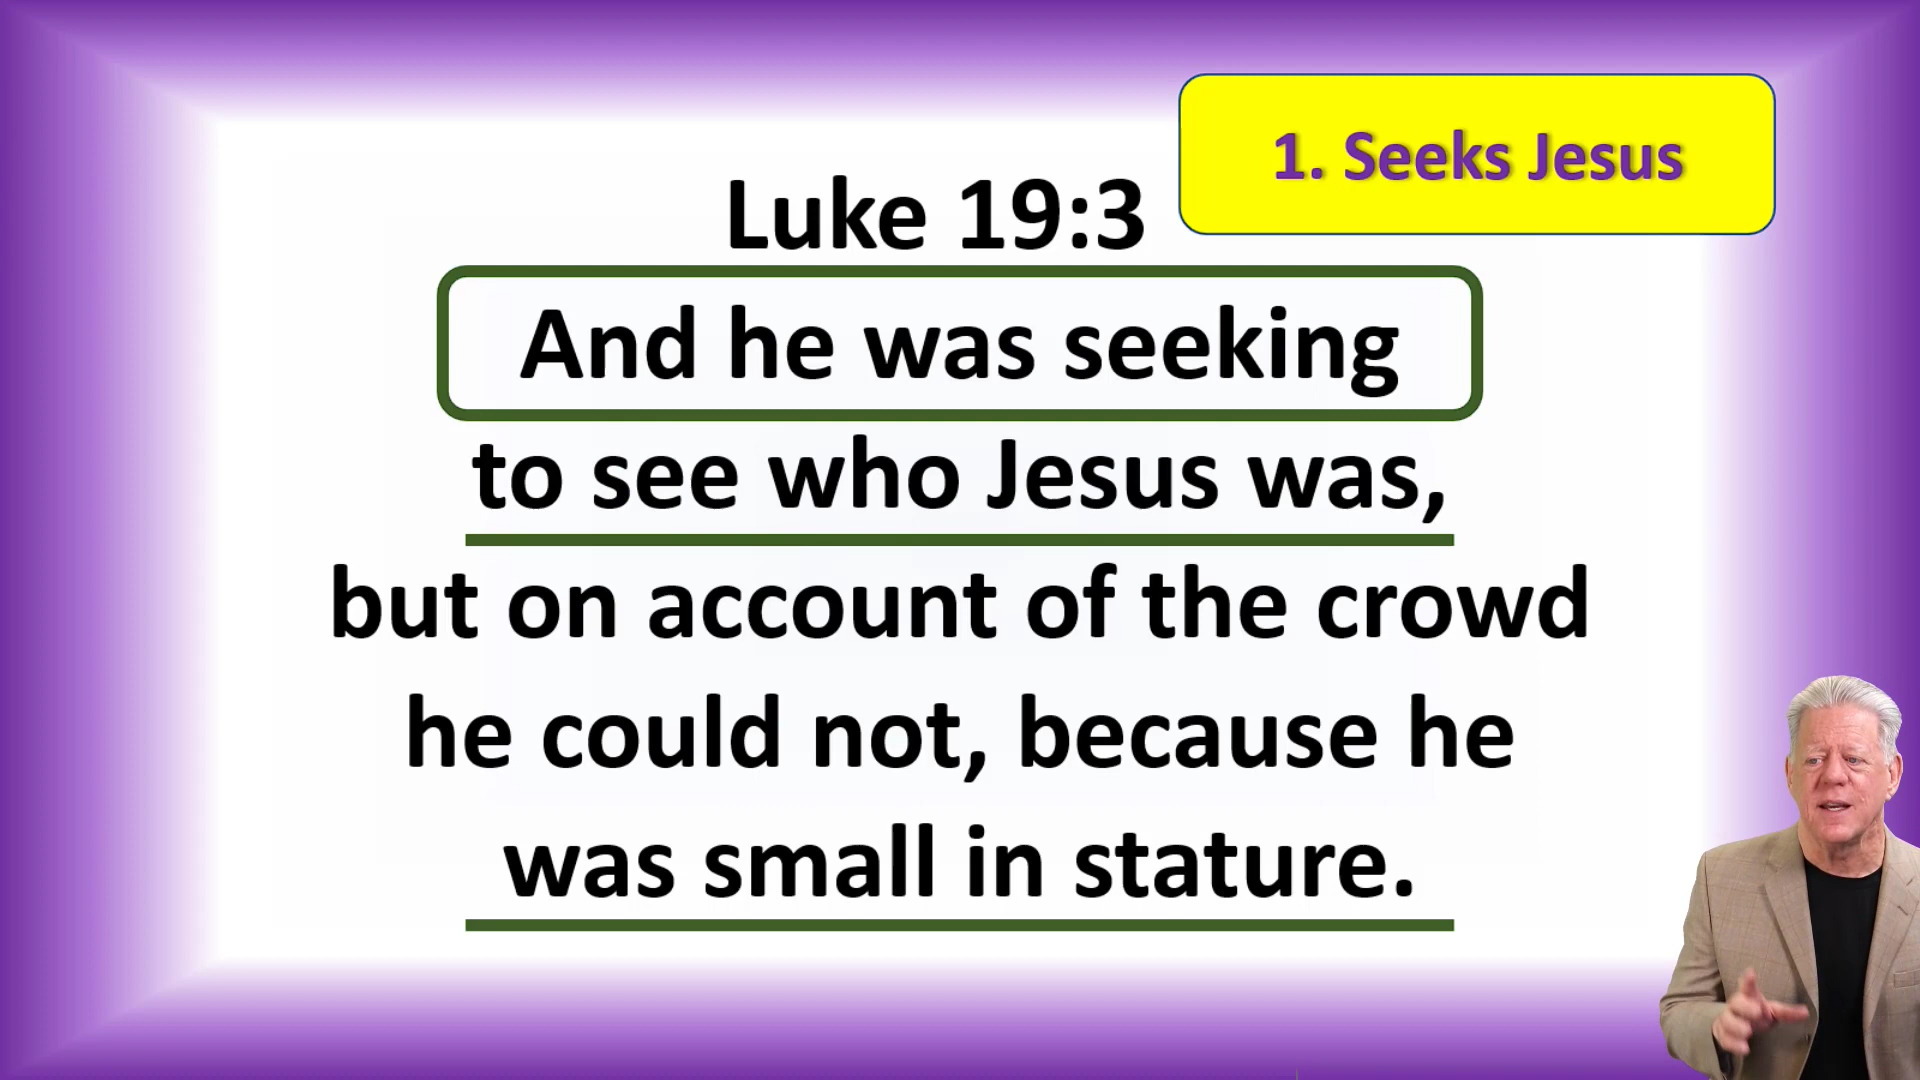 1. Seeks Jesus
Luke 19:3
And he was seeking
to see who Jesus was,
but on account of the crowd
he could not, because he
was small in stature.